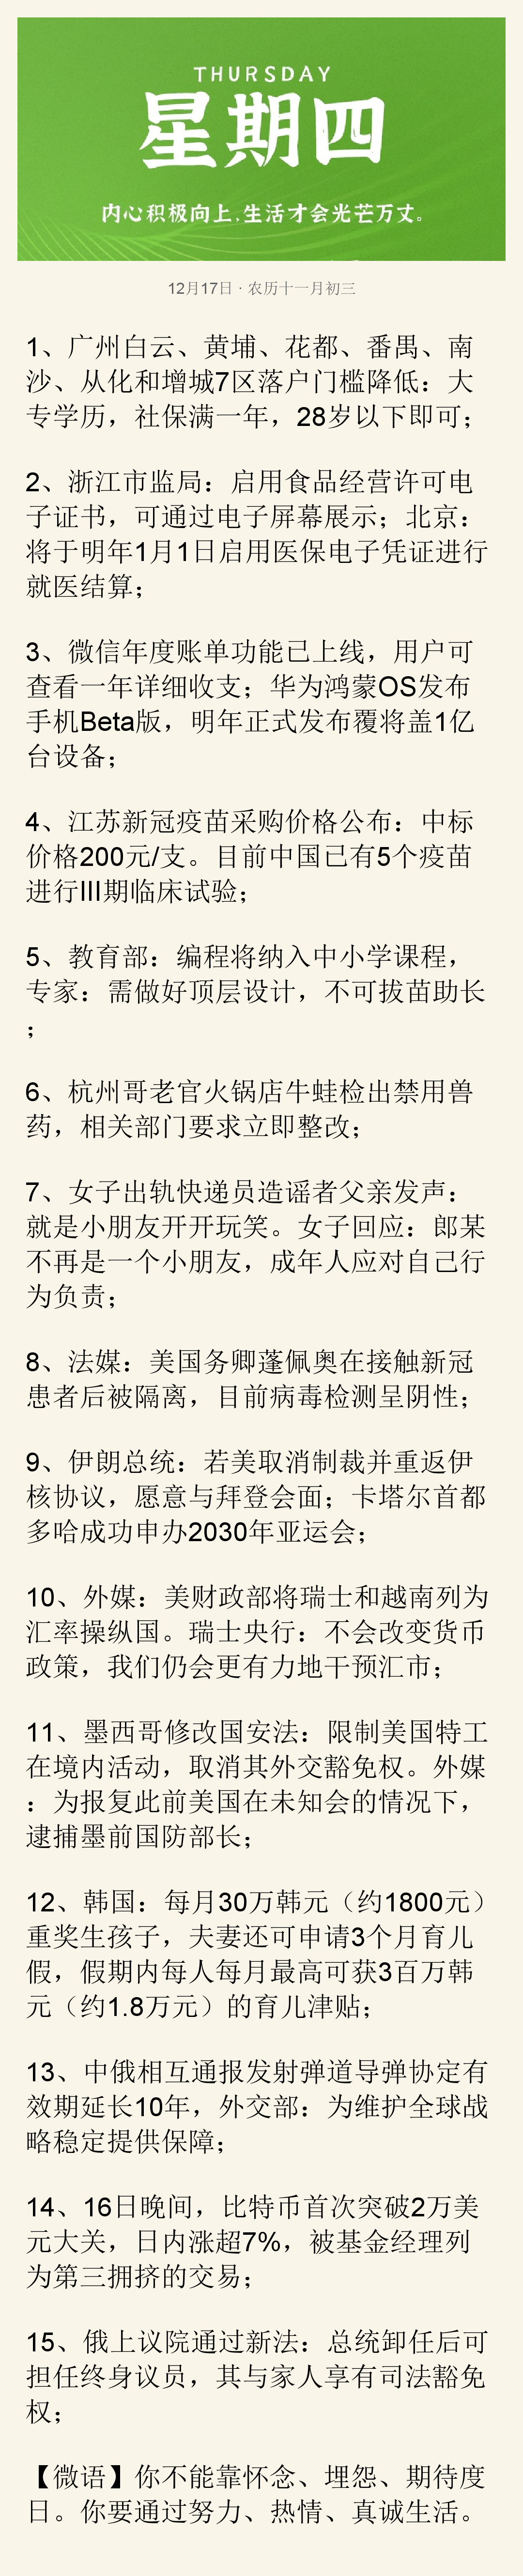 THURSDAY
星期四
内心积极向上,生活才会光芒万丈。
12月17日 · 农历十一月初三
1、广州白云、黄埔、花都、番禺、南
沙、从化和增城7区落户门槛降低：大
专学历，社保满一年，28岁以下即可；
2、浙江市监局：启用食品经营许可电
子证书，可通过电子屏幕展示；北京：
将于明年1月1日启用医保电子凭证进行
就医结算；
3、微信年度账单功能已上线，用户可
查看一年详细收支；华为鸿蒙OS发布
手机Beta版，明年正式发布覆将盖1亿
台设备；
4、江苏新冠疫苗采购价格公布：中标
价格200元/支。目前中国已有5个疫苗
进行III期临床试验；
5、教育部：编程将纳入中小学课程，
专家：需做好顶层设计，不可拔苗助长
；
6、杭州哥老官火锅店牛蛙检出禁用兽
药，相关部门要求立即整改；
7、女子出轨快递员造谣者父亲发声：
就是小朋友开开玩笑。女子回应：郎某
不再是一个小朋友，成年人应对自己行
为负责；
8、法媒：美国务卿蓬佩奥在接触新冠
患者后被隔离，目前病毒检测呈阴性；
9、伊朗总统：若美取消制裁并重返伊
核协议，愿意与拜登会面；卡塔尔首都
多哈成功申办2030年亚运会；
10、外媒：美财政部将瑞士和越南列为
汇率操纵国。瑞士央行：不会改变货币
政策，我们仍会更有力地干预汇市；
11、墨西哥修改国安法：限制美国特工
在境内活动，取消其外交豁免权。外媒
：为报复此前美国在未知会的情况下，
逮捕墨前国防部长；
12、韩国：每月30万韩元（约1800元）
重奖生孩子，夫妻还可申请3个月育儿
假，假期内每人每月最高可获3百万韩
元（约1.8万元）的育儿津贴；
13、中俄相互通报发射弹道导弹协定有
效期延长10年，外交部：为维护全球战
略稳定提供保障；
14、16日晚间，比特币首次突破2万美
元大关，日内涨超7%，被基金经理列
为第三拥挤的交易；
15、俄上议院通过新法：总统卸任后可
担任终身议员，其与家人享有司法豁免
权；
【微语】你不能靠怀念、埋怨、期待度
日。你要通过努力、热情、真诚生活。